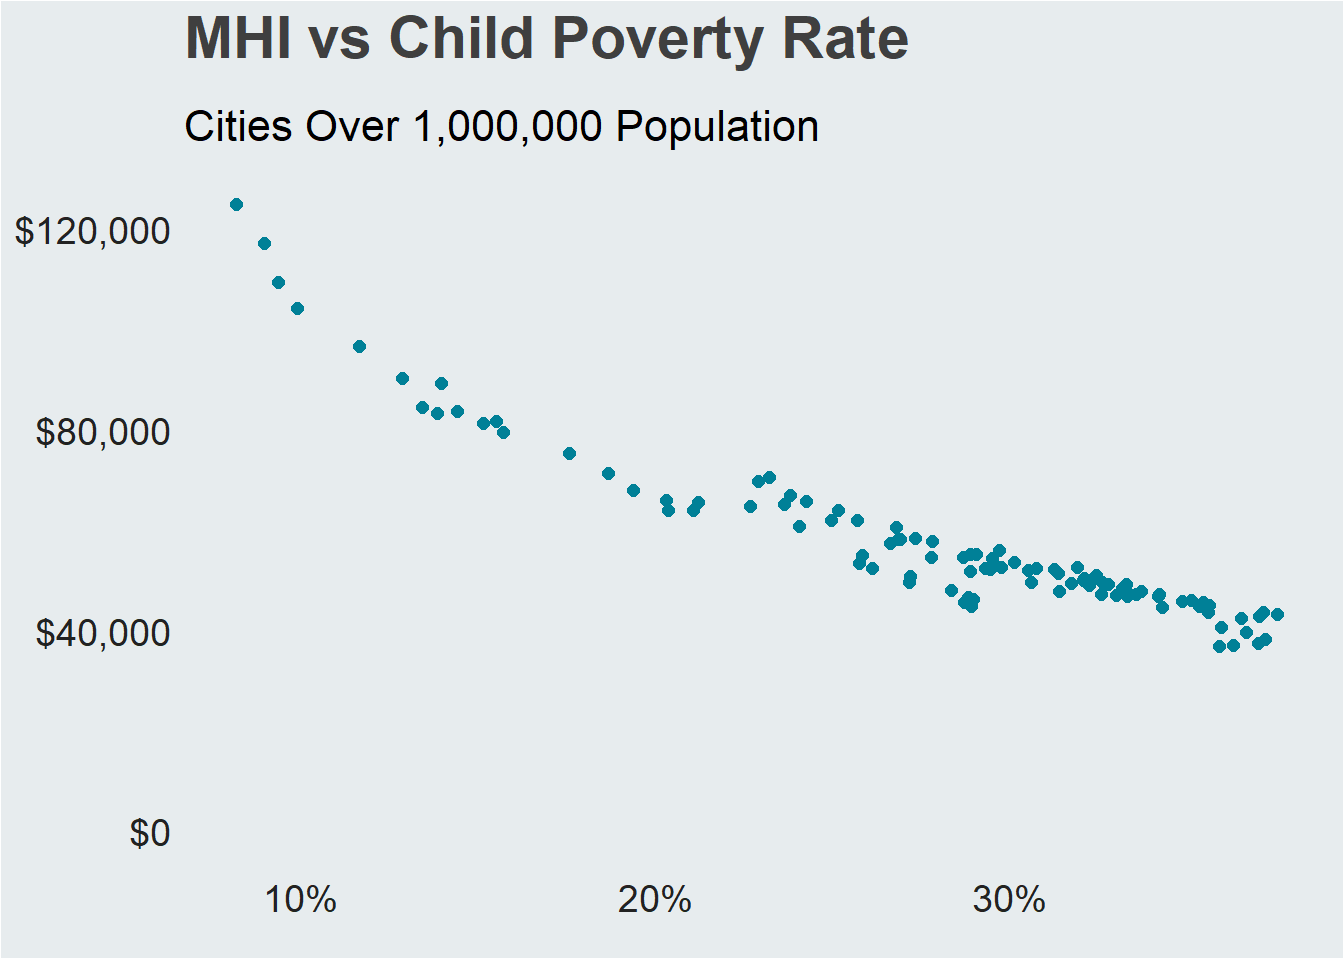 MHI vs Child Poverty Rate
Cities Over 1,000,000 Population
$120,000
$80,000
$40,000
$0
10% 20% 30%